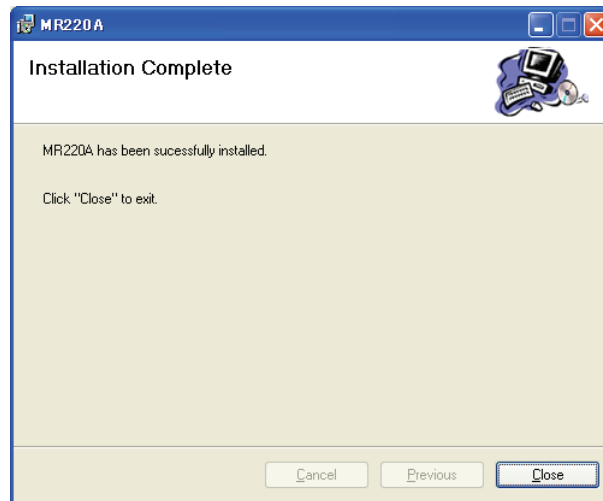 MR220A
Installation Complete
MR220A has been sucessfully installed.
Click "Close" to exit.
Cancel Previous Close